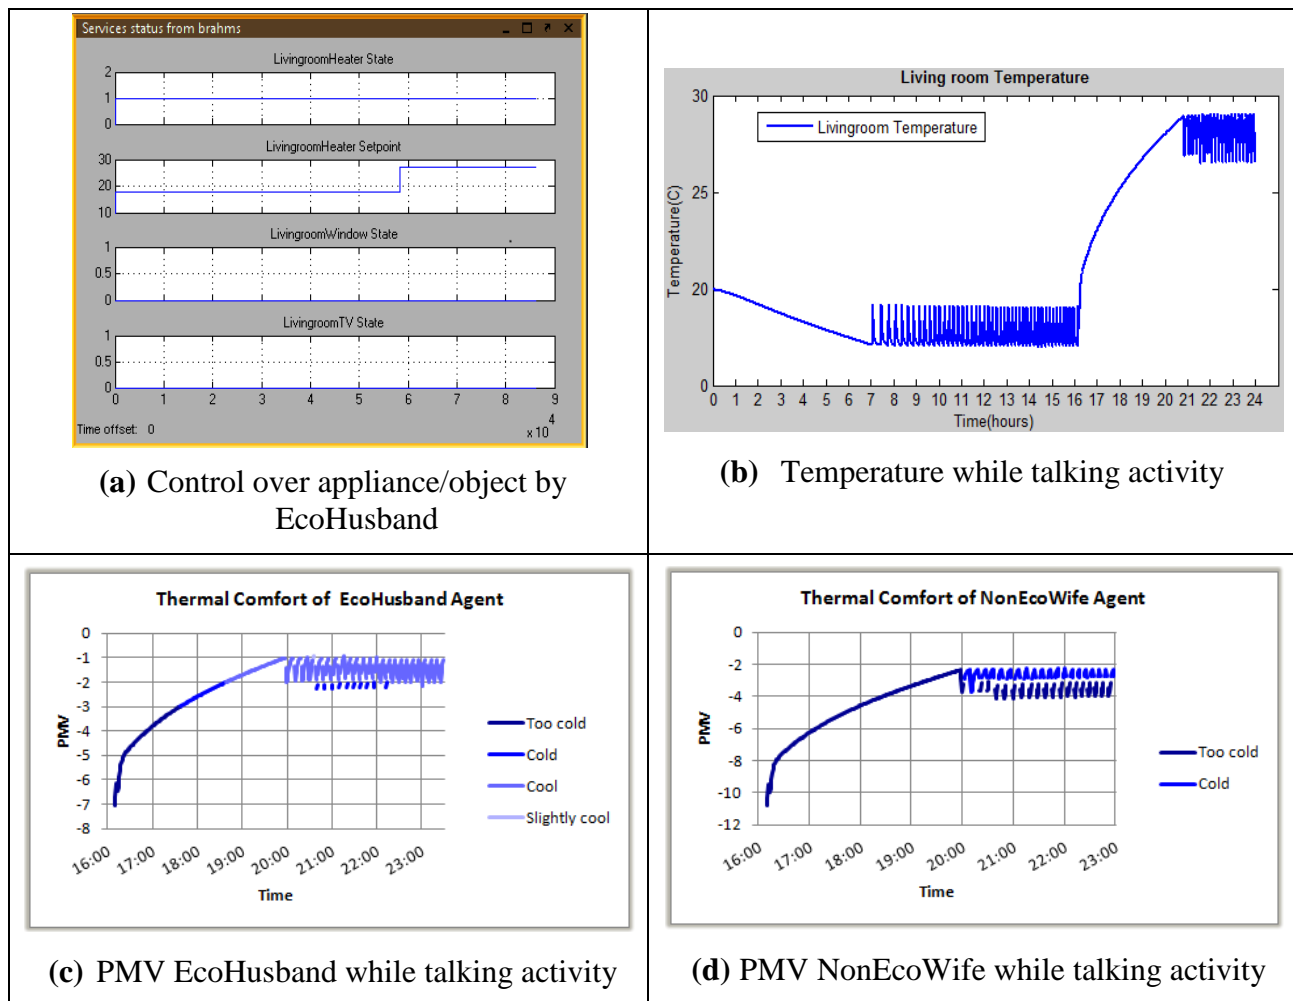 Services status from brahms
LivingroomHeater State
2
1
0
LivingroomHeater Setpoint
30
20
10
LivingroomWindow State
1
0.5
0
LivingroomTV State
1
0.5
0
0 1 2 3 4 5 6 7 8 9
Time offset: 0
x 10^4
(a) Control over appliance/object by
EcoHusband
Living room Temperature
Livingroom Temperature
Temperature(C)
30
25
20
0
0 1 2 3 4 5 6 7 8 9 10 11 12 13 14 15 16 17 18 19 20 21 22 23 24
Time(hours)
(b) Temperature while talking activity
Thermal Comfort of EcoHusband Agent
PMV
0
-1
-2
-3
-4
-5
-6
-7
-8
16:00 17:00 18:00 19:00 20:00 21:00 22:00 23:00
Time
Too cold
Cold
Cool
Slightly cool
(c) PMV EcoHusband while talking activity
Thermal Comfort of NonEcoWife Agent
PMV
0
-2
-4
-6
-8
-10
-12
16:00 17:00 18:00 19:00 20:00 21:00 22:00 23:00
Time
Too cold
Cold
(d) PMV NonEcoWife while talking activity